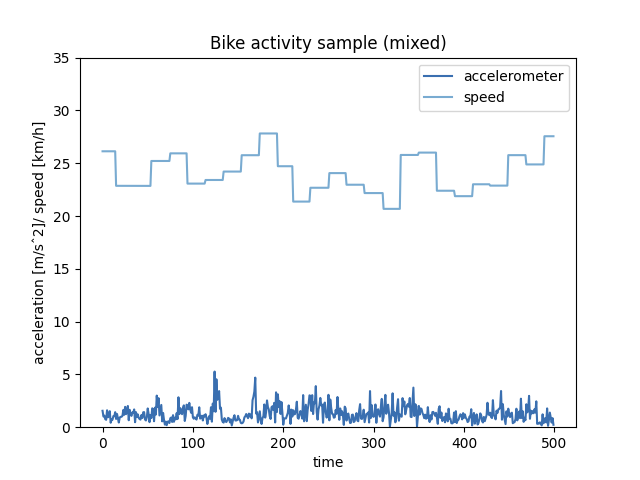 Bike activity sample (mixed)
accelerometer
speed
acceleration [m/sˆ2]/ speed [km/h]
35
30
25
20
15
10
5
0
0 100 200 300 400 500
time